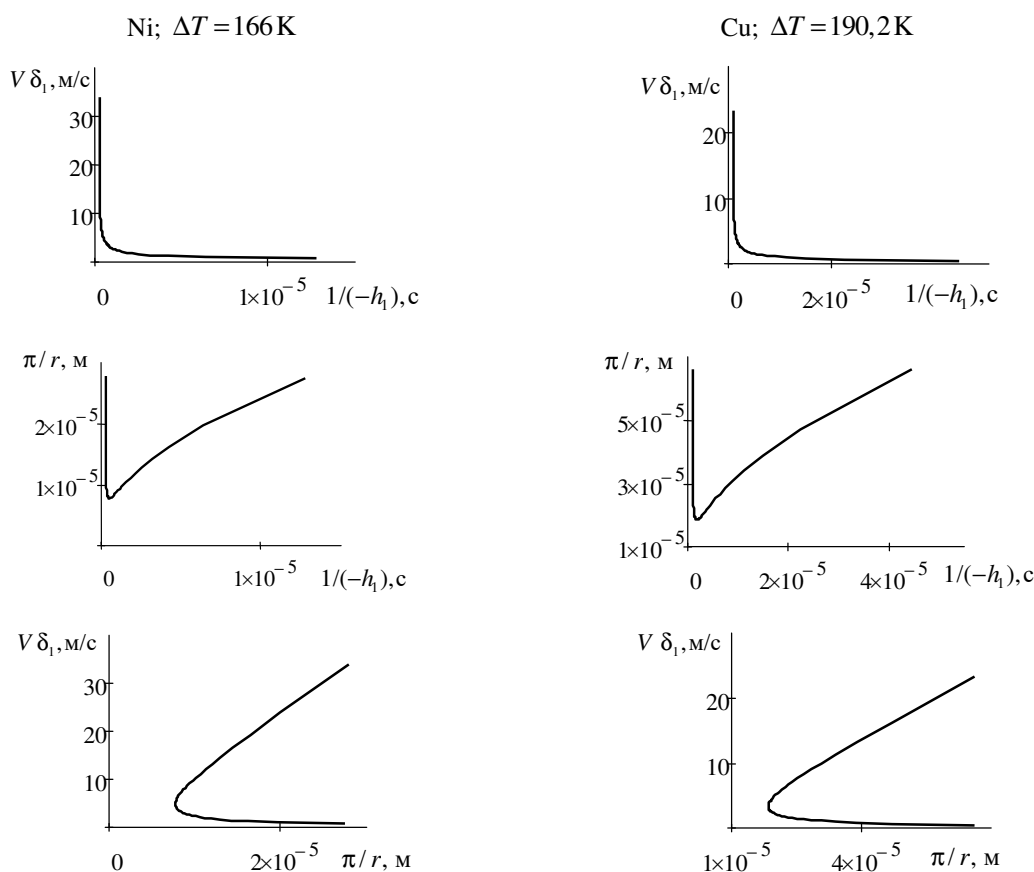 Ni; ΔT = 166 K
Cu; ΔT = 190,2 K
V δ₁, м/с
30
20
10
0
1×10⁻⁵
1/(−h₁), с
V δ₁, м/с
20
10
0
2×10⁻⁵
1/(−h₁), с
π/r, м
2×10⁻⁵
1×10⁻⁵
0
1×10⁻⁵
1/(−h₁), с
π/r, м
5×10⁻⁵
3×10⁻⁵
1×10⁻⁵
0
2×10⁻⁵
4×10⁻⁵
1/(−h₁), с
V δ₁, м/с
30
20
10
0
2×10⁻⁵
π/r, м
V δ₁, м/с
20
10
0
1×10⁻⁵
4×10⁻⁵
π/r, м